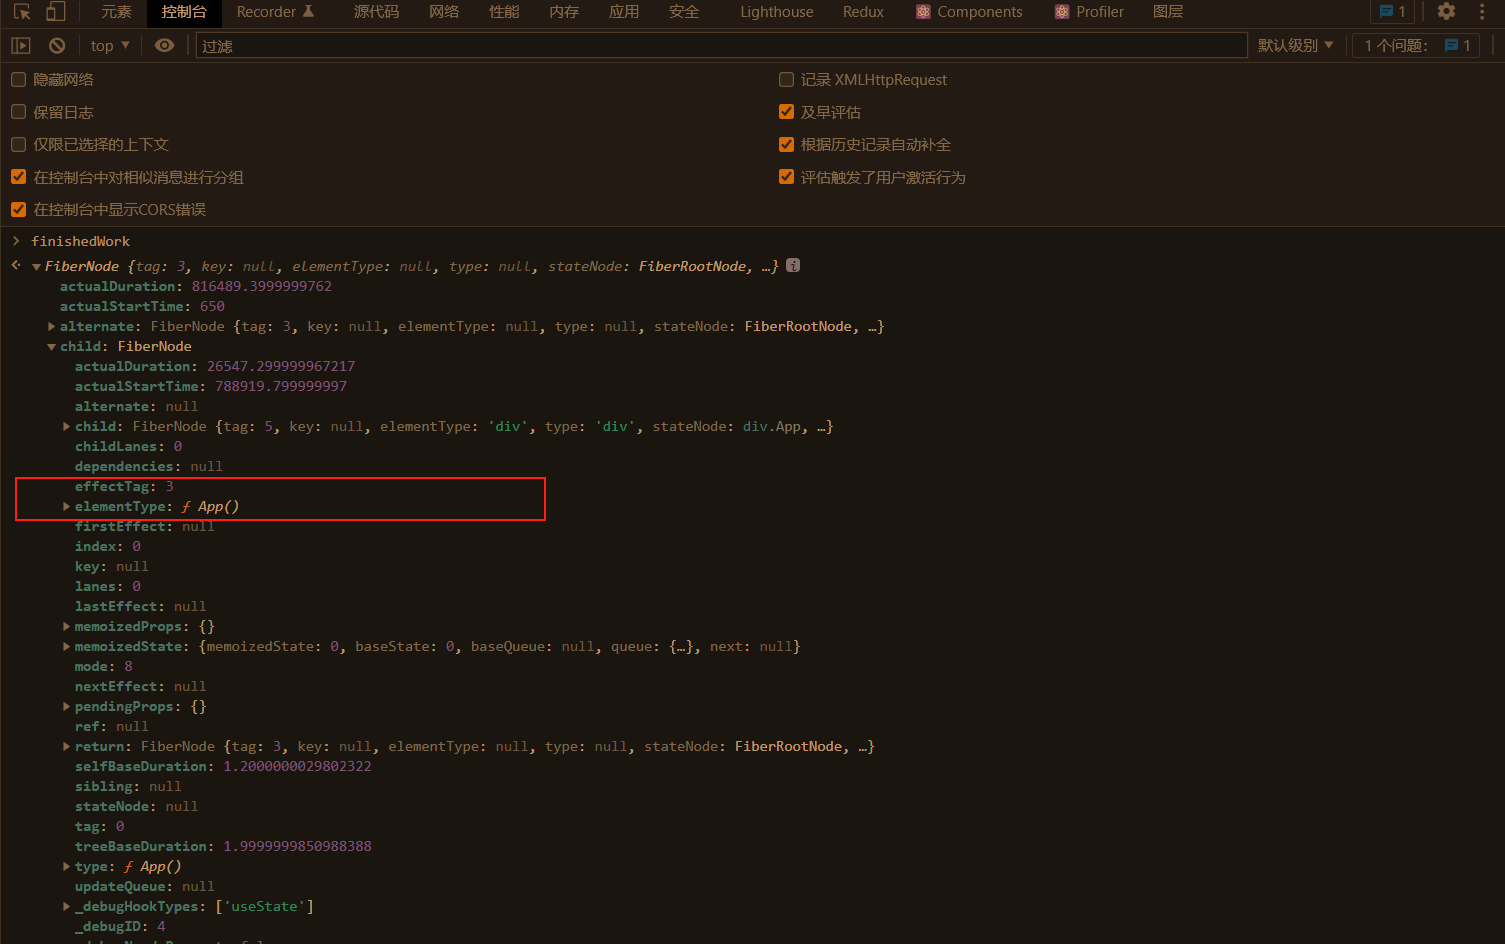 元素 控制台 Recorder 源代码 网络 性能 内存 应用 安全 Lighthouse Redux Components Profiler 图层 1
top 过滤 默认级别 1 个问题: 1
隐藏网络 记录 XMLHttpRequest
保留日志 及早评估
仅限已选择的上下文 根据历史记录自动补全
在控制台中对相似消息进行分组 评估触发了用户激活行为
在控制台中显示CORS错误
finishedWork
FiberNode {tag: 3, key: null, elementType: null, type: null, stateNode: FiberRootNode, …}
actualDuration: 816489.3999999762
actualStartTime: 650
alternate: FiberNode {tag: 3, key: null, elementType: null, type: null, stateNode: FiberRootNode, …}
child: FiberNode
actualDuration: 26547.299999967217
actualStartTime: 788919.799999997
alternate: null
child: FiberNode {tag: 5, key: null, elementType: 'div', type: 'div', stateNode: div.App, …}
childLanes: 0
dependencies: null
effectTag: 3
elementType: ƒ App()
firstEffect: null
index: 0
key: null
lanes: 0
lastEffect: null
memoizedProps: {}
memoizedState: {memoizedState: 0, baseState: 0, baseQueue: null, queue: {…}, next: null}
mode: 8
nextEffect: null
pendingProps: {}
ref: null
return: FiberNode {tag: 3, key: null, elementType: null, type: null, stateNode: FiberRootNode, …}
selfBaseDuration: 1.2000000029802322
sibling: null
stateNode: null
tag: 0
treeBaseDuration: 1.9999999850988388
type: ƒ App()
updateQueue: null
_debugHookTypes: ['useState']
_debugID: 4